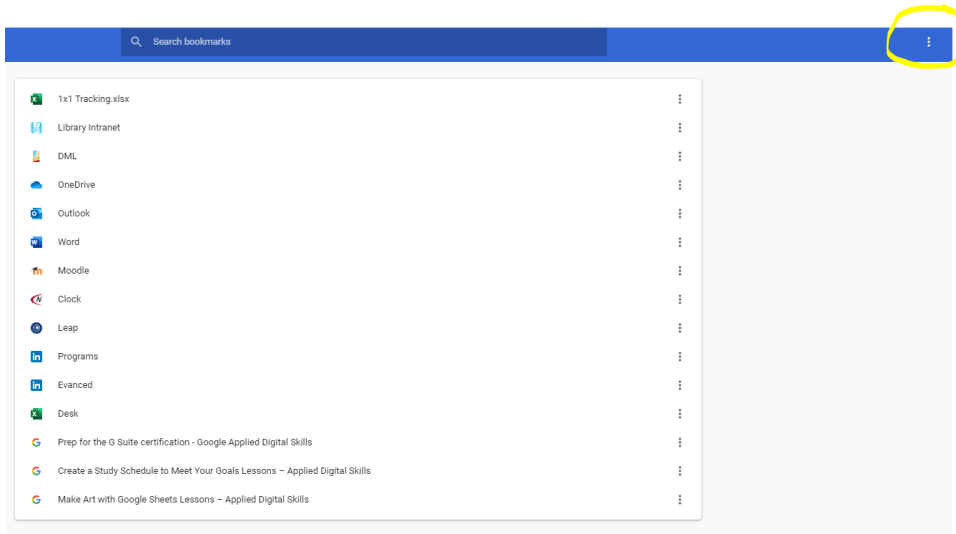 Search bookmarks
1x1 Tracking.xlsx
Library Intranet
DML
OneDrive
Outlook
Word
Moodle
Clock
Leap
Programs
Evanced
Desk
Prep for the G Suite certification - Google Applied Digital Skills
Create a Study Schedule to Meet Your Goals Lessons – Applied Digital Skills
Make Art with Google Sheets Lessons – Applied Digital Skills